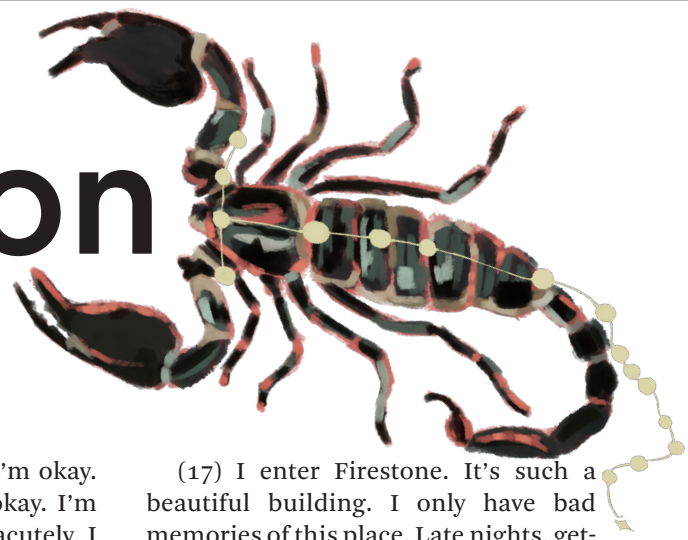 on
'm okay.
okay. I'm
acutely. I
(17) I enter Firestone. It's such a
beautiful building. I only have bad
memories of this place. Late nights, get-